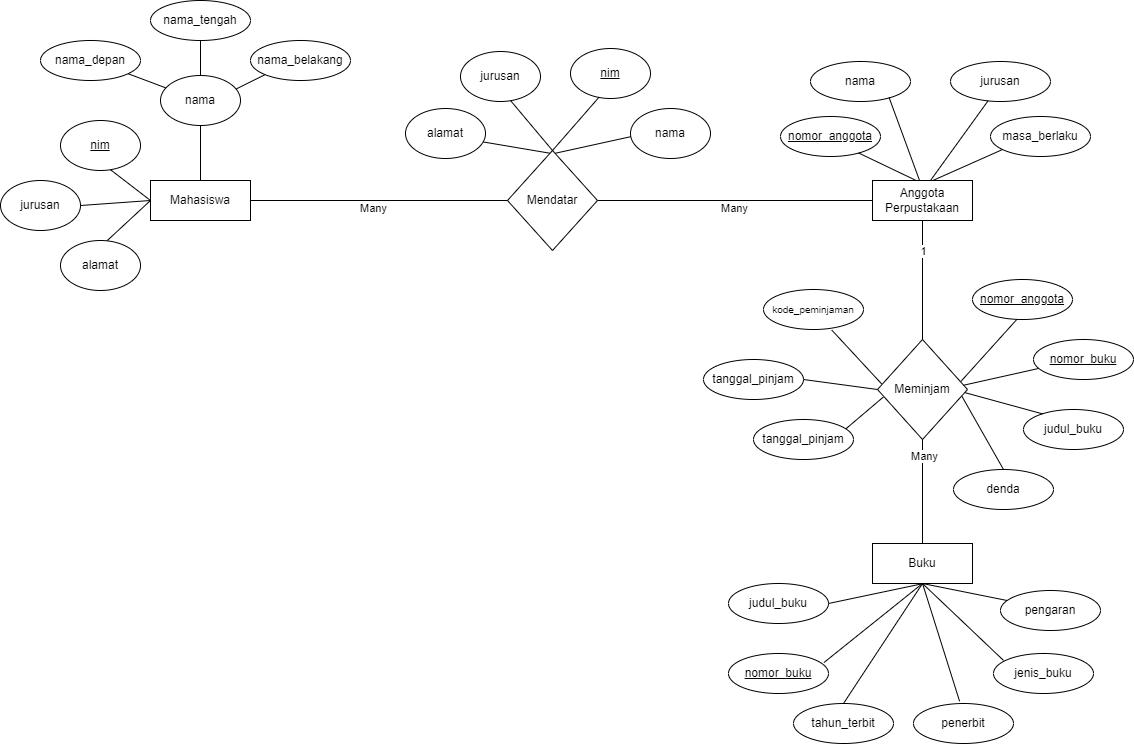 nama_tengah
nama_depan
nama_belakang
nama
nim
jurusan
alamat
Mahasiswa
Many
jurusan
nim
alamat
nama
Mendatar
Many
nama
jurusan
nomor_anggota
masa_berlaku
Anggota
Perpustakaan
1
kode_peminjaman
nomor_anggota
tanggal_pinjam
nomor_buku
Meminjam
tanggal_pinjam
judul_buku
denda
Many
Buku
judul_buku
pengaran
nomor_buku
jenis_buku
tahun_terbit
penerbit